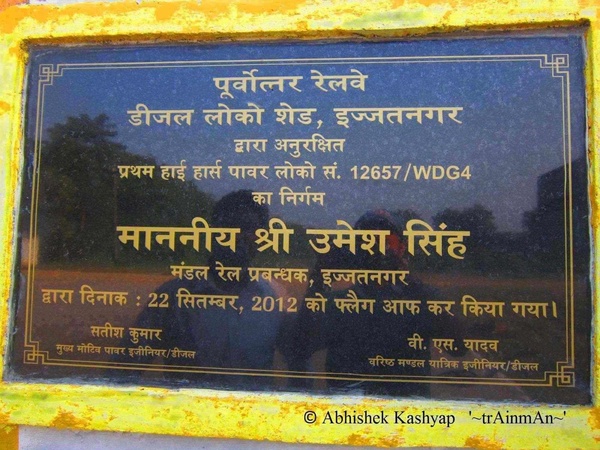 पूर्वोत्तर रेलवे
डीजल लोको शेड, इज्जतनगर
द्वारा अनुरक्षित
प्रथम हाई हार्स पावर लोको सं. 12657/WDG4
का निर्गम
माननीय श्री उमेश सिंह
मंडल रेल प्रबन्धक, इज्जतनगर
द्वारा दिनाक : 22 सितम्बर, 2012 को फ्लैग आफ कर किया गया।
सतीश कुमार
मुख्य मोटिव पावर इजीनियर/डीजल
वी. एस. यादव
वरिष्ठ मण्डल यात्रिक इजीनियर/डीजल
© Abhishek Kashyap '~trAinmAn~'